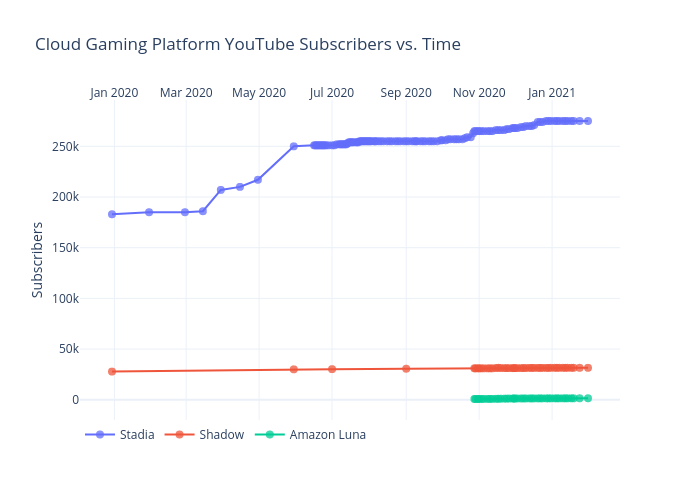 Cloud Gaming Platform YouTube Subscribers vs. Time
Jan 2020 Mar 2020 May 2020 Jul 2020 Sep 2020 Nov 2020 Jan 2021
Subscribers
250k
200k
150k
100k
50k
0
Stadia Shadow Amazon Luna